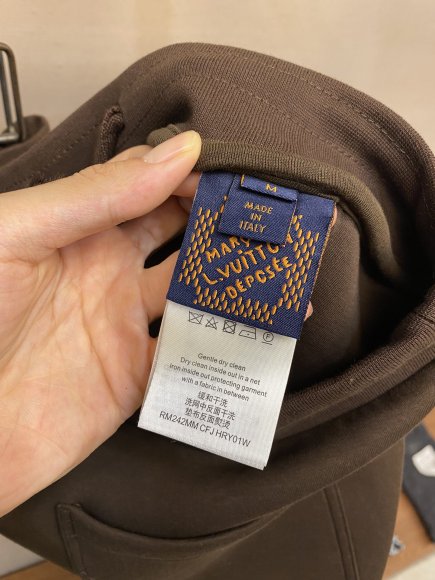 M
MADE
IN
ITALY
MARQUE
L.VUITTON
DÉPOSÉE
Gentle dry clean
Dry clean inside out in a net
iron inside out protecting garment
with a fabric in between
缓和干洗
洗网中反面干洗
垫布反面熨烫
RM242MM CFJ HRY01W